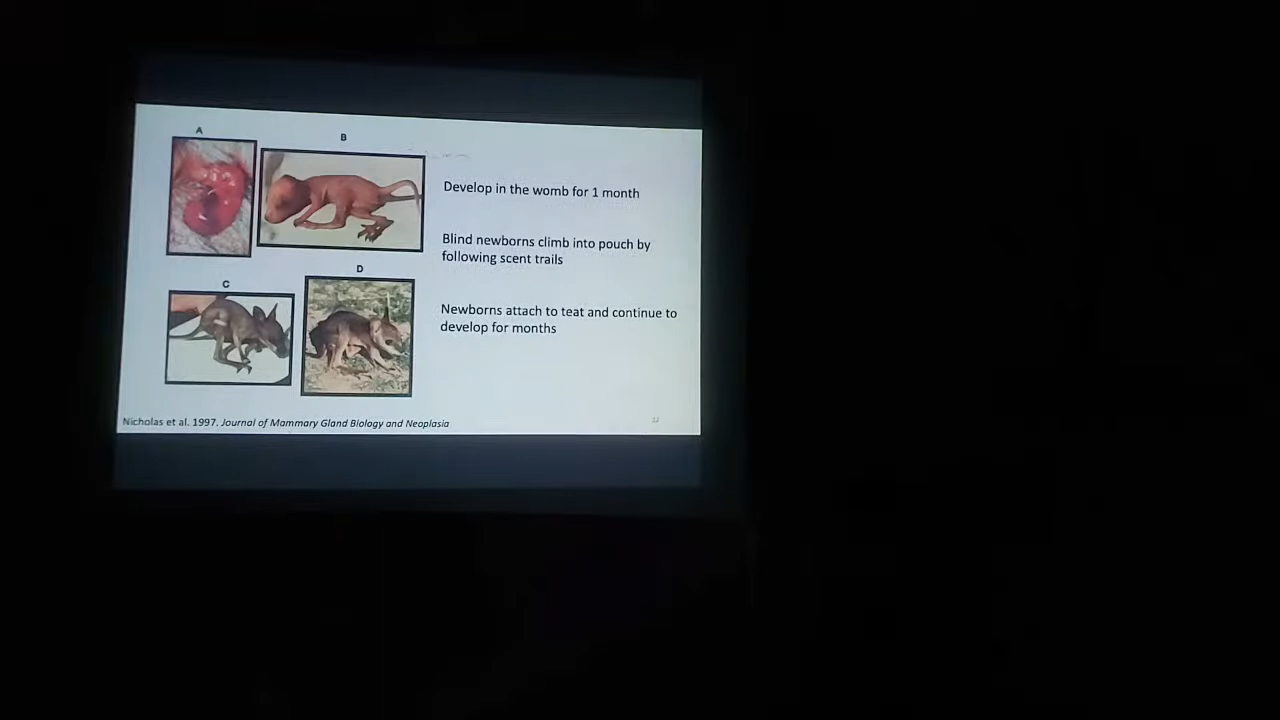 A
B
Develop in the womb for 1 month
Blind newborns climb into pouch by
following scent trails
C
D
Newborns attach to teat and continue to
develop for months
Nicholas et al. 1997. Journal of Mammary Gland Biology and Neoplasia
12